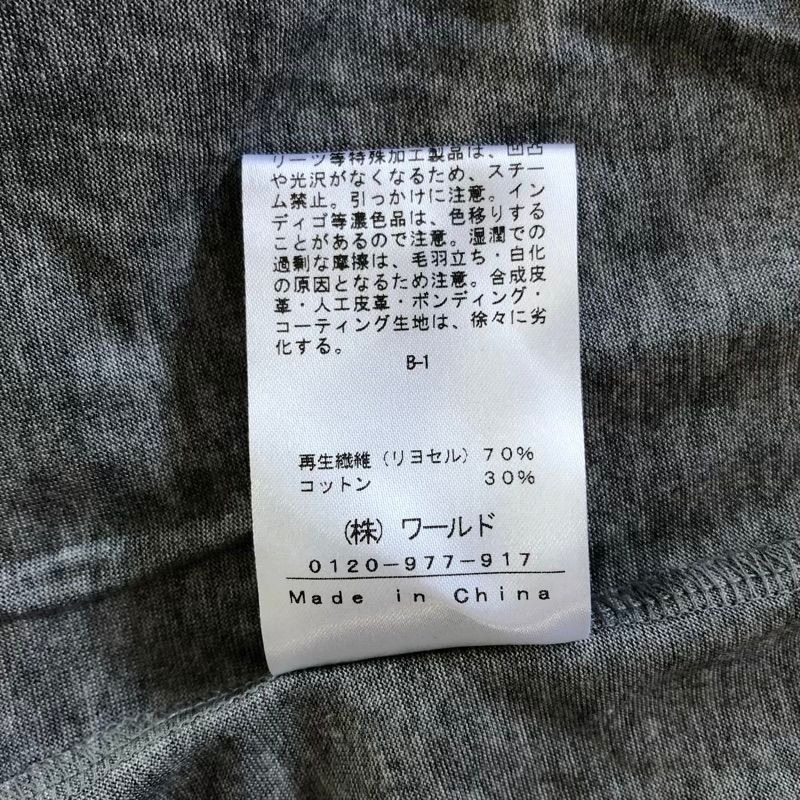 リーツ等特殊加工製品は、凹凸
や光沢がなくなるため、スチー
ム禁止。引っかけに注意。イン
ディゴ等濃色品は、色移りする
ことがあるので注意。湿潤での
過剰な摩擦は、毛羽立ち・白化
の原因となるため注意。合成皮
革・人工皮革・ボンディング・
コーティング生地は、徐々に劣
化する。
B-1
再生繊維（リヨセル）70%
コットン 30%
（株）ワールド
0120-977-917
Made in China